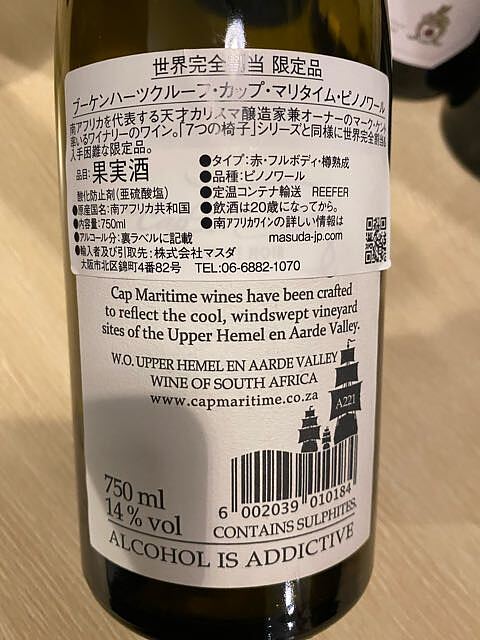 世界完全割当 限定品
ブーケンハーツクルーフ・カップ・マリタイム・ピノノワール
南アフリカを代表する天才カリスマ醸造家兼オーナーのマーク・ケント
率いるワイナリーのワイン。「7つの椅子」シリーズと同様に世界完全割当&
入手困難な限定品。
品目:果実酒
酸化防止剤(亜硫酸塩)
●原産国名:南アフリカ共和国
●内容量:750ml
●アルコール分:裏ラベルに記載
●タイプ:赤・フルボディ・樽熟成
●品種:ピノノワール
●定温コンテナ輸送 REEFER
●飲酒は20歳になってから。
●南アフリカワインの詳しい情報は
masuda-jp.com
●輸入者及び引取先:株式会社マスダ
大阪市北区錦町4番82号 TEL:06-6882-1070
Cap Maritime wines have been crafted
to reflect the cool, windswept vineyard
sites of the Upper Hemel en Aarde Valley.
W.O. UPPER HEMEL EN AARDE VALLEY
WINE OF SOUTH AFRICA
www.capmaritime.co.za
A221
750 ml
14 % vol
6 002039 010184
CONTAINS SULPHITES.
ALCOHOL IS ADDICTIVE